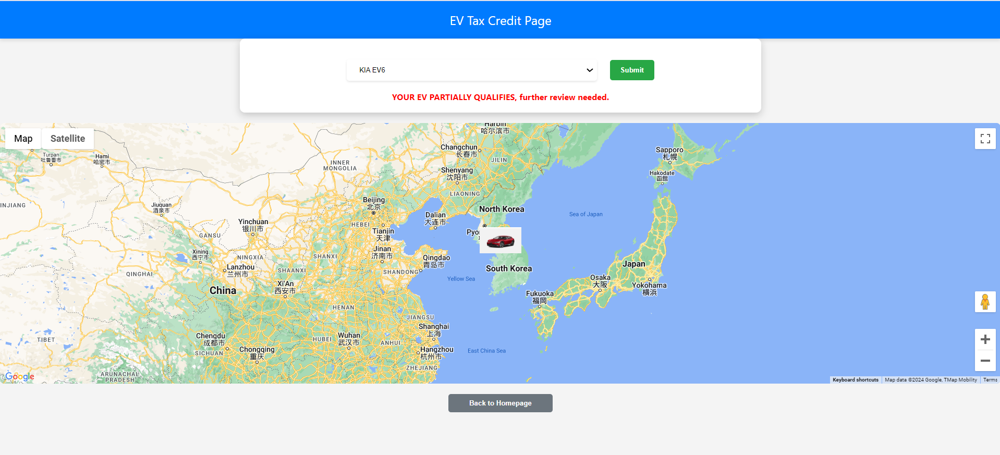 EV Tax Credit Page
KIA EV6
Submit
YOUR EV PARTIALLY QUALIFIES, further review needed.
Map
Satellite
Harbin
哈尔滨市
Turpan
吐鲁番市
Hami
哈密市
Changchun
长春市
JILIN
Sapporo
札幌
INNER
MONGOLIA
Shenyang
沈阳市
Hakodate
函館
LIAONING
Beijing
北京
INJIANG
Jiuquan
酒泉市
North Korea
Sea of Japan
Dalian
大连市
Yinchuan
银川市
HEBEI
Tianjin
天津
Pyo
GANSU
Jinan
济南市
Xining
西宁市
NINGXIA
SHANXI
Qingdao
青岛市
Lanzhou
兰州市
SHAANXI
SHANDONG
QINGHAI
South Korea
Japan
Yellow Sea
Osaka
大阪
Xi'An
西安市
China
Yokohama
横浜
Fukuoka
福岡
HENAN
JIANGSU
Shanghai
上海
TIBET
Chengdu
成都市
HUBEI
Wuhan
武汉市
ANHUI
SICHUAN
Chongqing
重庆
Hangzhou
杭州市
East China Sea
ZHEJIANG
ARUNACHAL
PRADESH
Google
Keyboard shortcuts
Map data ©2024 Google, TMap Mobility
Terms
Back to Homepage